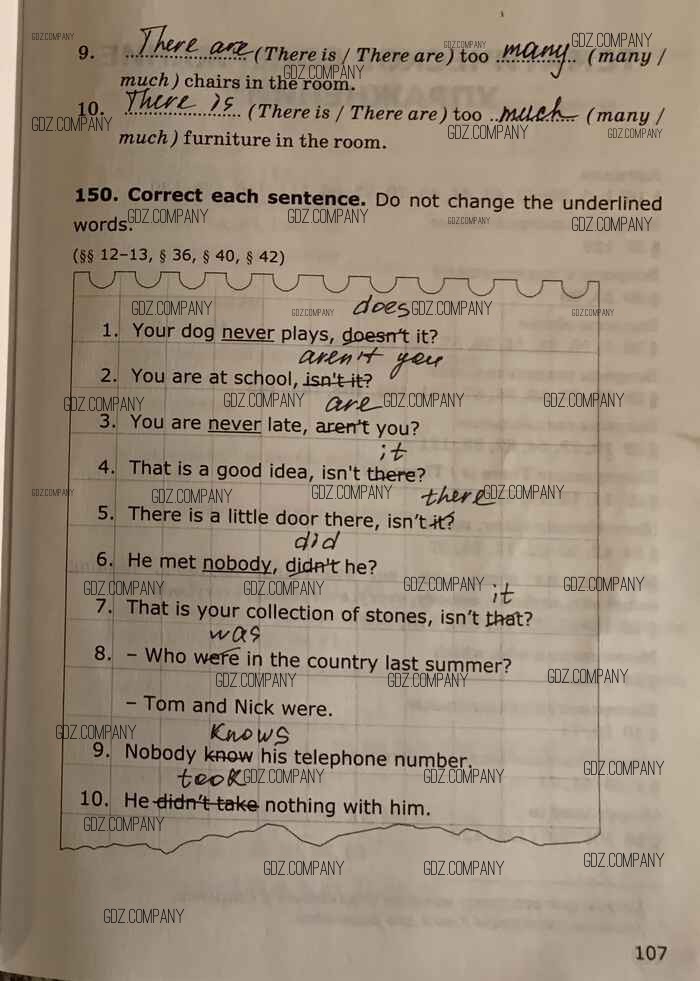 9. There are (There is / There are) too many (many /
much) chairs in the room.
10. There is (There is / There are) too much (many /
much) furniture in the room.
150. Correct each sentence. Do not change the underlined
words.
(§§ 12–13, § 36, § 40, § 42)
does
1. Your dog never plays, doesn't it?
aren't you
2. You are at school, isn't it?
are
3. You are never late, aren't you?
it
4. That is a good idea, isn't there?
there
5. There is a little door there, isn't it?
did
6. He met nobody, didn't he?
it
7. That is your collection of stones, isn't that?
was
8. – Who were in the country last summer?
– Tom and Nick were.
knows
9. Nobody know his telephone number.
took
10. He didn't take nothing with him.
GDZ.COMPANY
107